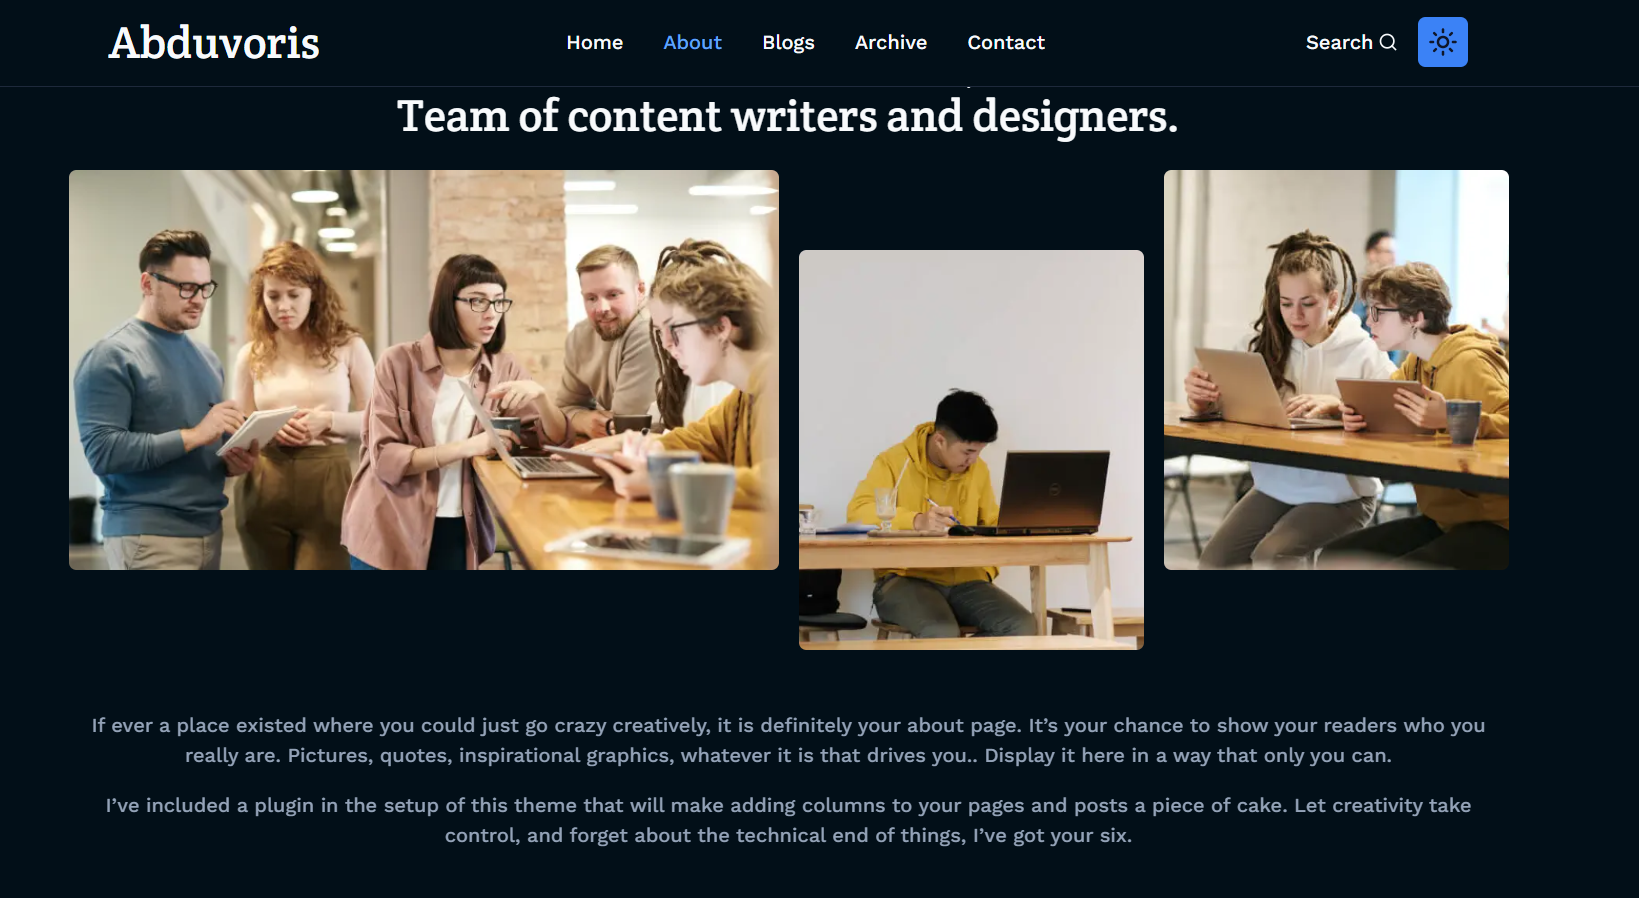 Abduvoris
Home About Blogs Archive Contact
Search
Team of content writers and designers.
If ever a place existed where you could just go crazy creatively, it is definitely your about page. It’s your chance to show your readers who you
really are. Pictures, quotes, inspirational graphics, whatever it is that drives you.. Display it here in a way that only you can.
I’ve included a plugin in the setup of this theme that will make adding columns to your pages and posts a piece of cake. Let creativity take
control, and forget about the technical end of things, I’ve got your six.